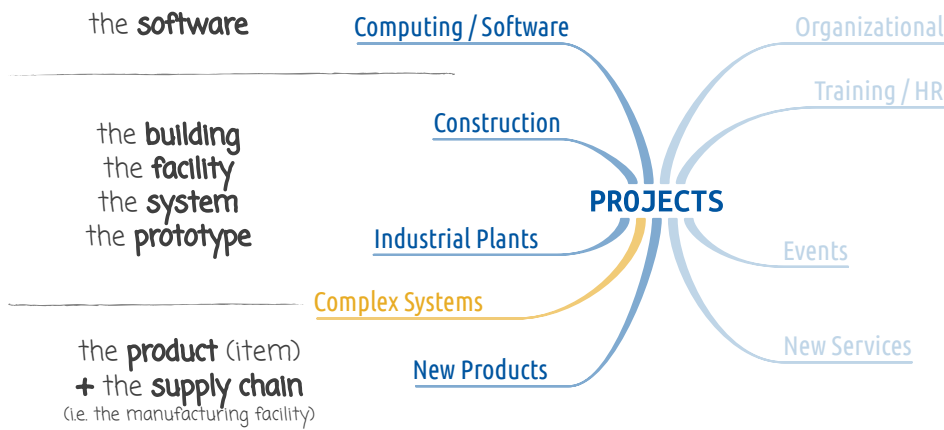 the software
Computing / Software
Organizational
Training / HR
the building
the facility
the system
the prototype
Construction
PROJECTS
Industrial Plants
Events
Complex Systems
New Services
New Products
the product (item)
+ the supply chain
(i.e. the manufacturing facility)